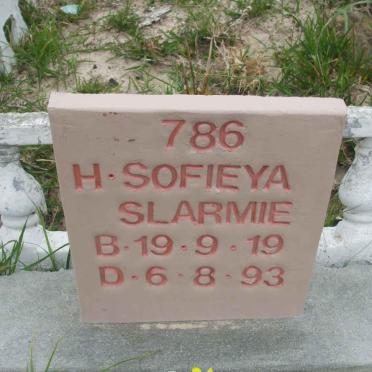 786
H·SOFIEYA
SLARMIE
B·19·9·19
D·6·8·93